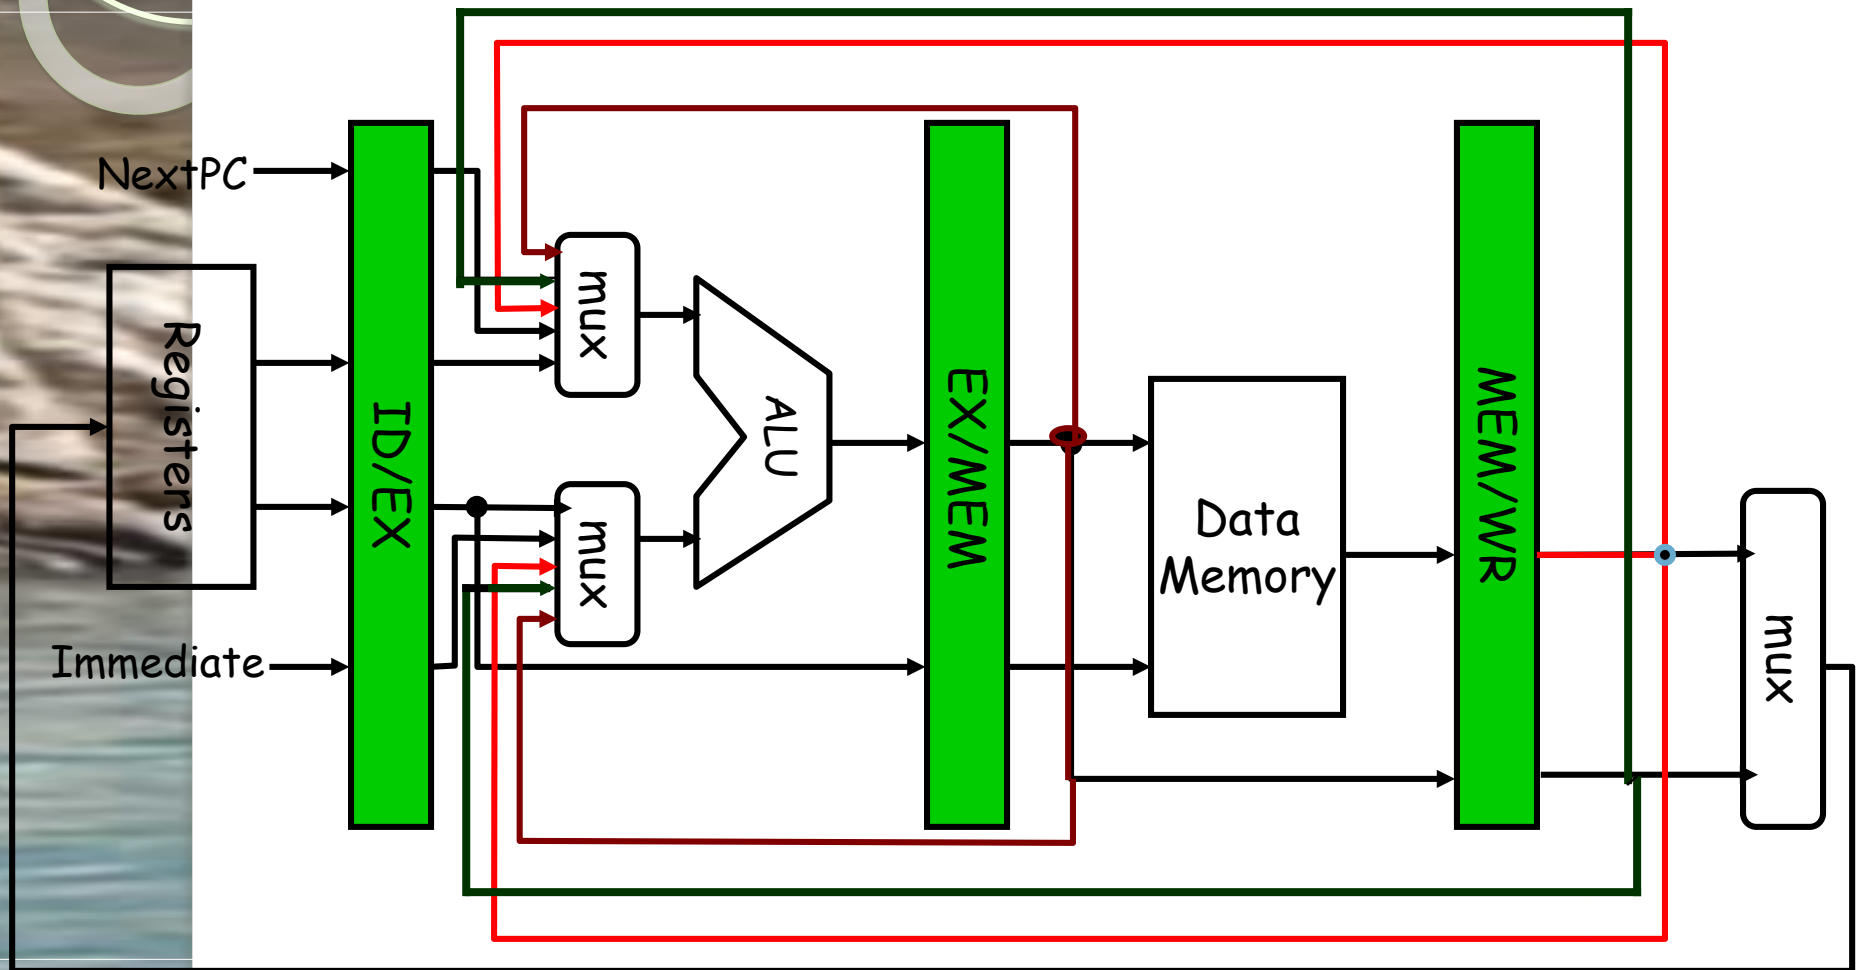 NextPC
Registers
Immediate
ID/EX
mux
mux
ALU
EX/MEM
Data
Memory
MEM/WR
mux